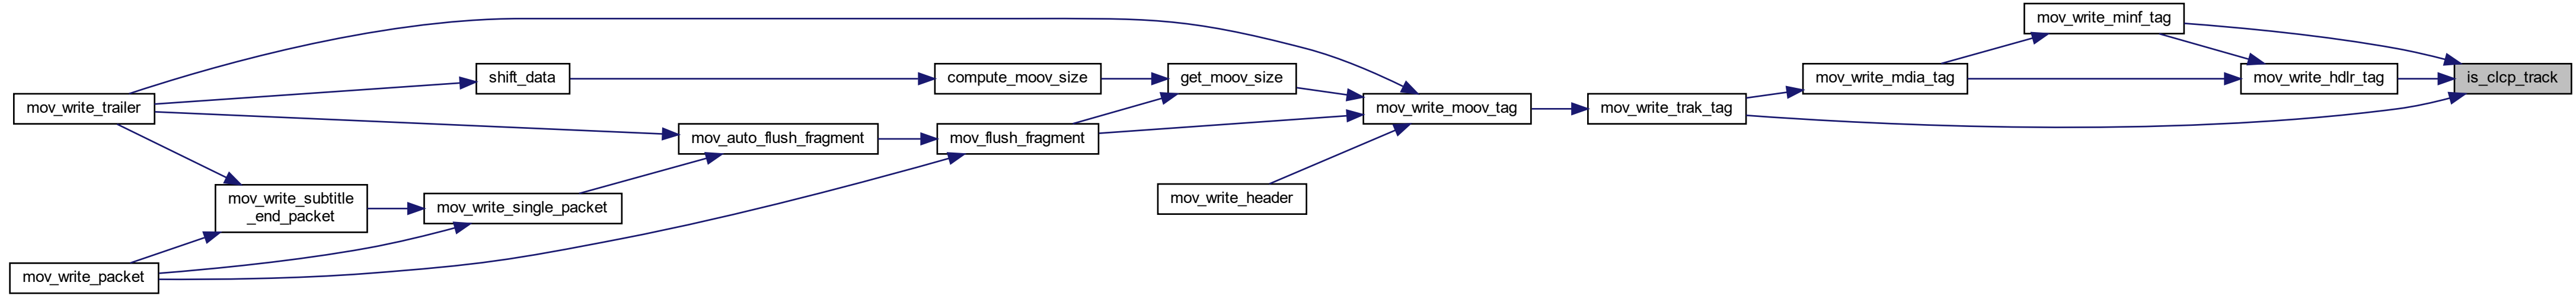 mov_write_minf_tag
shift_data
compute_moov_size
get_moov_size
mov_write_mdia_tag
mov_write_hdlr_tag
is_clcp_track
mov_write_trailer
mov_write_moov_tag
mov_write_trak_tag
mov_auto_flush_fragment
mov_flush_fragment
mov_write_subtitle
_end_packet
mov_write_single_packet
mov_write_header
mov_write_packet